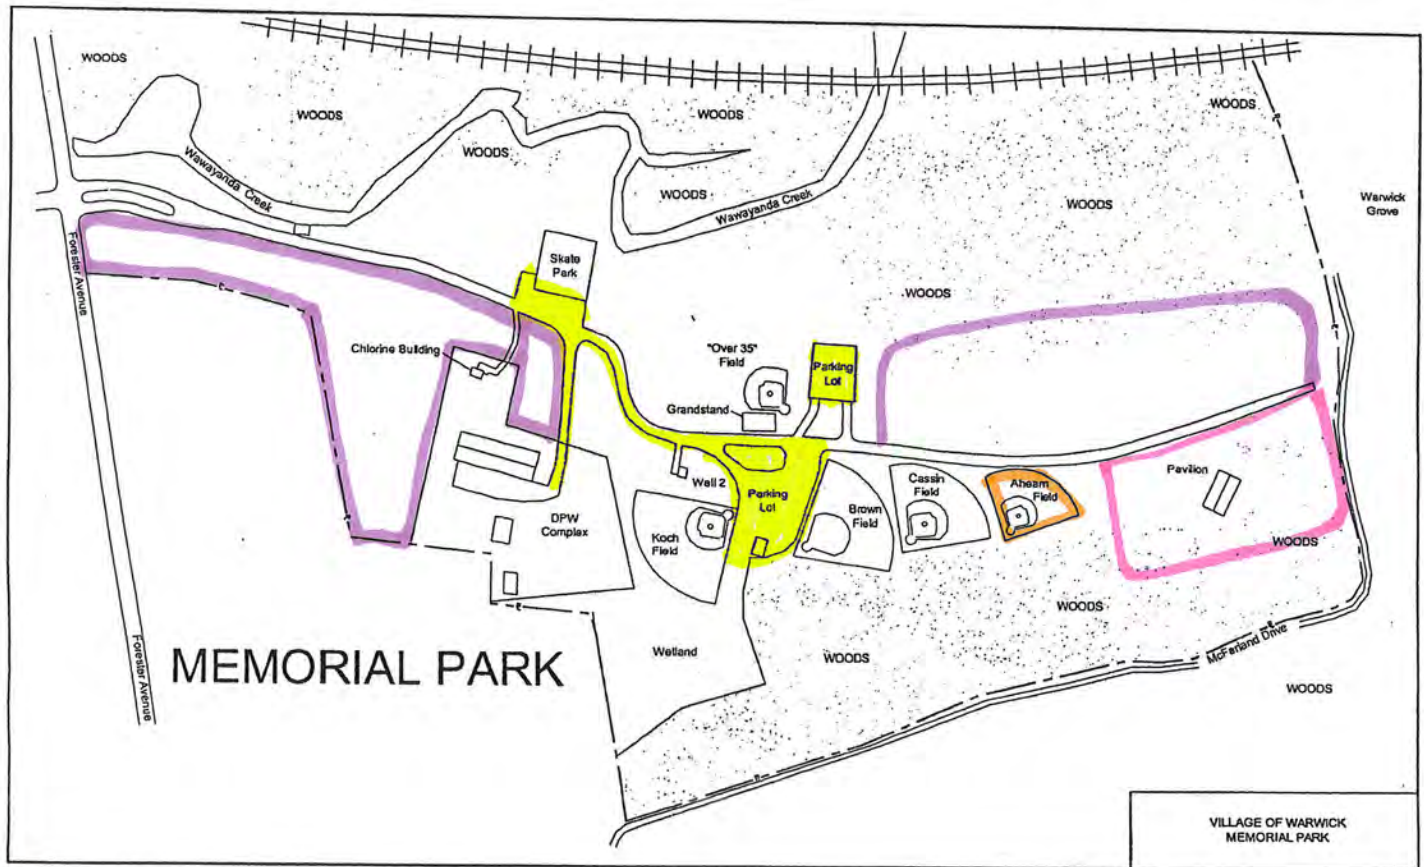 WOODS
WOODS
WOODS
WOODS
WOODS
WOODS
WOODS
Wawayanda Creek
Wawayanda Creek
Warwick
Grove
Forester Avenue
Skate
Park
WOODS
Chlorine Building
"Over 35"
Field
Parking
Lot
Grandstand
Well 2
Parking
Lot
DPW
Complex
Koch
Field
Brown
Field
Cassin
Field
Ahearn
Field
Pavilion
WOODS
WOODS
Wetland
WOODS
McFarland Drive
WOODS
Forester Avenue
MEMORIAL PARK
VILLAGE OF WARWICK
MEMORIAL PARK